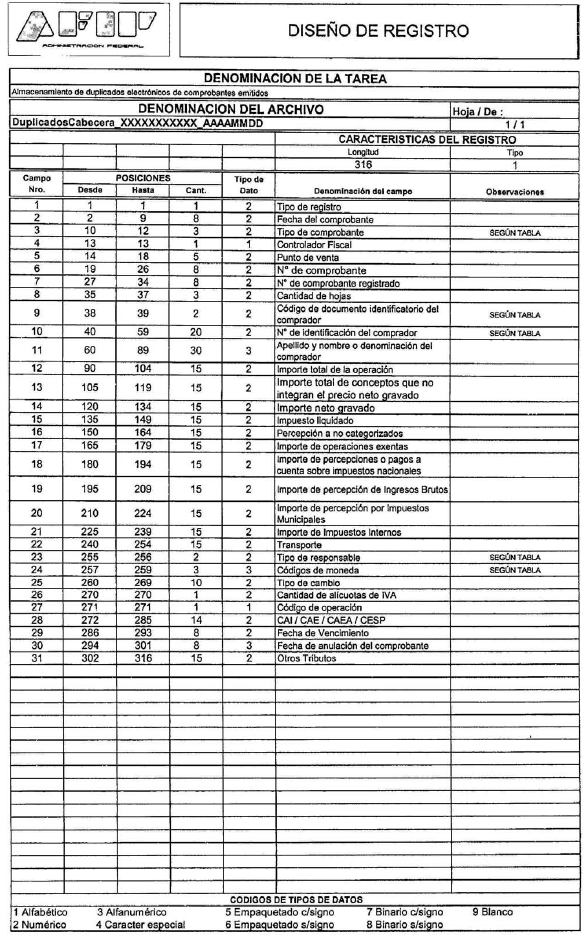 AFIP
ADMINISTRACION FEDERAL
DISEÑO DE REGISTRO
DENOMINACION DE LA TAREA
Almacenamiento de duplicados electrónicos de comprobantes emitidos
DENOMINACION DEL ARCHIVO Hoja / De :
DuplicadosCabecera_XXXXXXXXXXX_AAAAMMDD 1 / 1
CARACTERISTICAS DEL REGISTRO
Longitud Tipo
316 1
Campo POSICIONES Tipo de
Nro. Desde Hasta Cant. Dato Denominación del campo Observaciones
1 1 1 1 2 Tipo de registro
2 2 9 8 2 Fecha del comprobante
3 10 12 3 2 Tipo de comprobante SEGÚN TABLA
4 13 13 1 1 Controlador Fiscal
5 14 18 5 2 Punto de venta
6 19 26 8 2 N° de comprobante
7 27 34 8 2 N° de comprobante registrado
8 35 37 3 2 Cantidad de hojas
9 38 39 2 2 Código de documento identificatorio del
comprador SEGÚN TABLA
10 40 59 20 2 N° de identificación del comprador SEGÚN TABLA
11 60 89 30 3 Apellido y nombre o denominación del
comprador
12 90 104 15 2 Importe total de la operación
13 105 119 15 2 Importe total de conceptos que no
integran el precio neto gravado
14 120 134 15 2 Importe neto gravado
15 135 149 15 2 Impuesto liquidado
16 150 164 15 2 Percepción a no categorizados
17 165 179 15 2 Importe de operaciones exentas
18 180 194 15 2 Importe de percepciones o pagos a
cuenta sobre impuestos nacionales
19 195 209 15 2 Importe de percepción de Ingresos Brutos
20 210 224 15 2 Importe de percepción por Impuestos
Municipales
21 225 239 15 2 Importe de Impuestos Internos
22 240 254 15 2 Transporte
23 255 256 2 2 Tipo de responsable SEGÚN TABLA
24 257 259 3 3 Códigos de moneda SEGÚN TABLA
25 260 269 10 2 Tipo de cambio
26 270 270 1 2 Cantidad de alícuotas de IVA
27 271 271 1 1 Código de operación
28 272 285 14 2 CAI / CAE / CAEA / CESP
29 286 293 8 2 Fecha de Vencimiento
30 294 301 8 3 Fecha de anulación del comprobante
31 302 316 15 2 Otros Tributos
CODIGOS DE TIPOS DE DATOS
1 Alfabético 3 Alfanumérico 5 Empaquetado c/signo 7 Binario c/signo 9 Blanco
2 Numérico 4 Caracter especial 6 Empaquetado s/signo 8 Binario s/signo